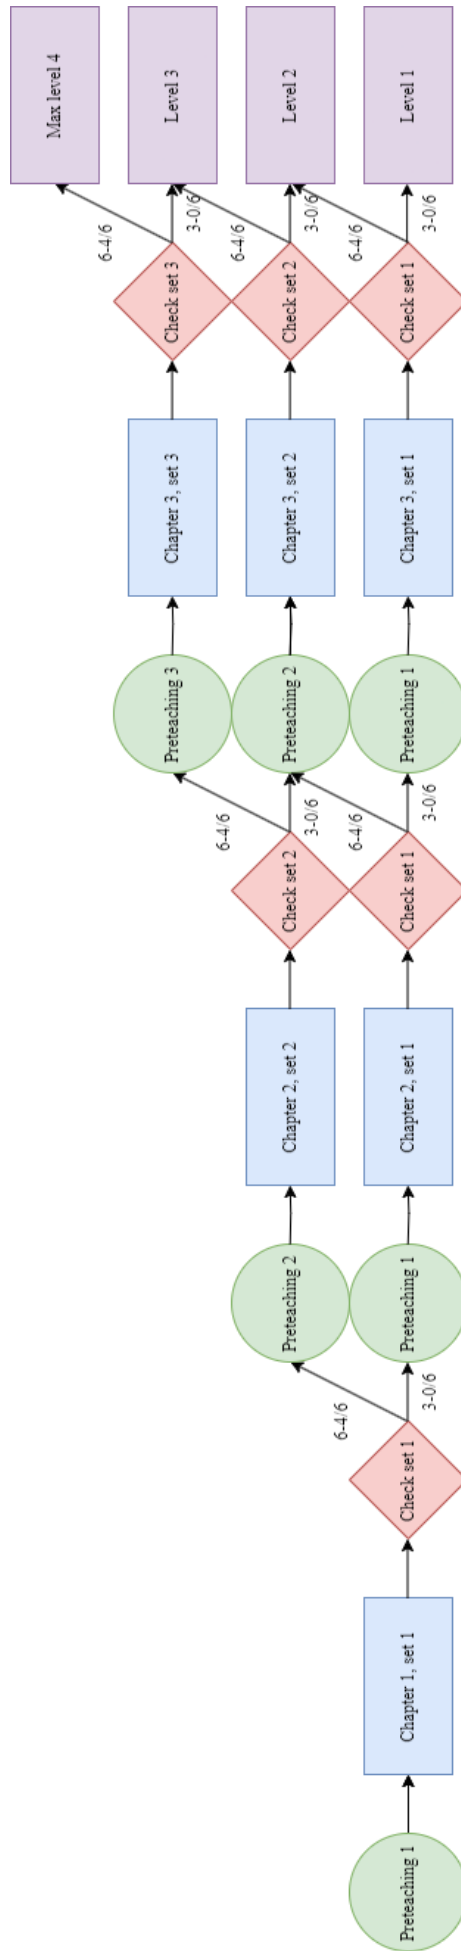 Preteaching 1
Chapter 1, set 1
Check set 1
6-4/6
3-0/6
Preteaching 2
Preteaching 1
Chapter 2, set 2
Chapter 2, set 1
Check set 2
Check set 1
6-4/6
3-0/6
6-4/6
3-0/6
Preteaching 3
Preteaching 2
Preteaching 1
Chapter 3, set 3
Chapter 3, set 2
Chapter 3, set 1
Check set 3
Check set 2
Check set 1
6-4/6
3-0/6
6-4/6
3-0/6
6-4/6
3-0/6
Max level 4
Level 3
Level 2
Level 1